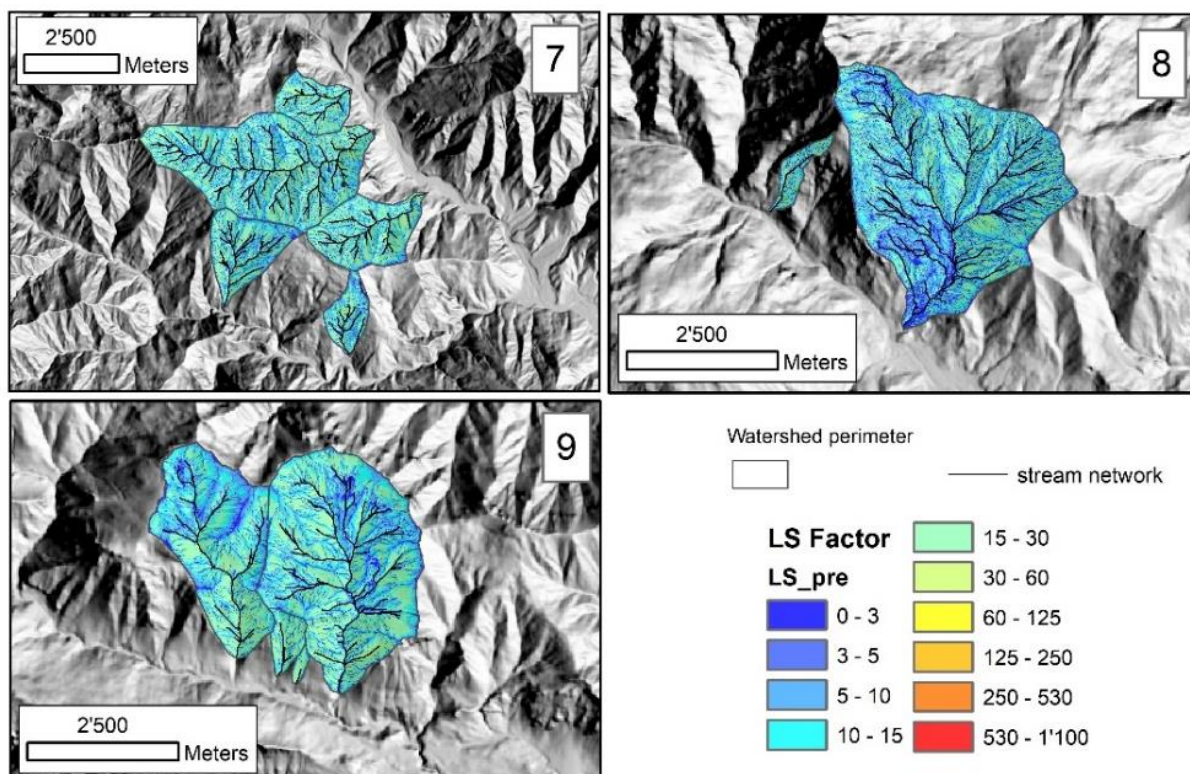 2'500
Meters
7
8
2'500
Meters
9
2'500
Meters
Watershed perimeter
stream network
LS Factor
LS_pre
0 - 3
3 - 5
5 - 10
10 - 15
15 - 30
30 - 60
60 - 125
125 - 250
250 - 530
530 - 1'100